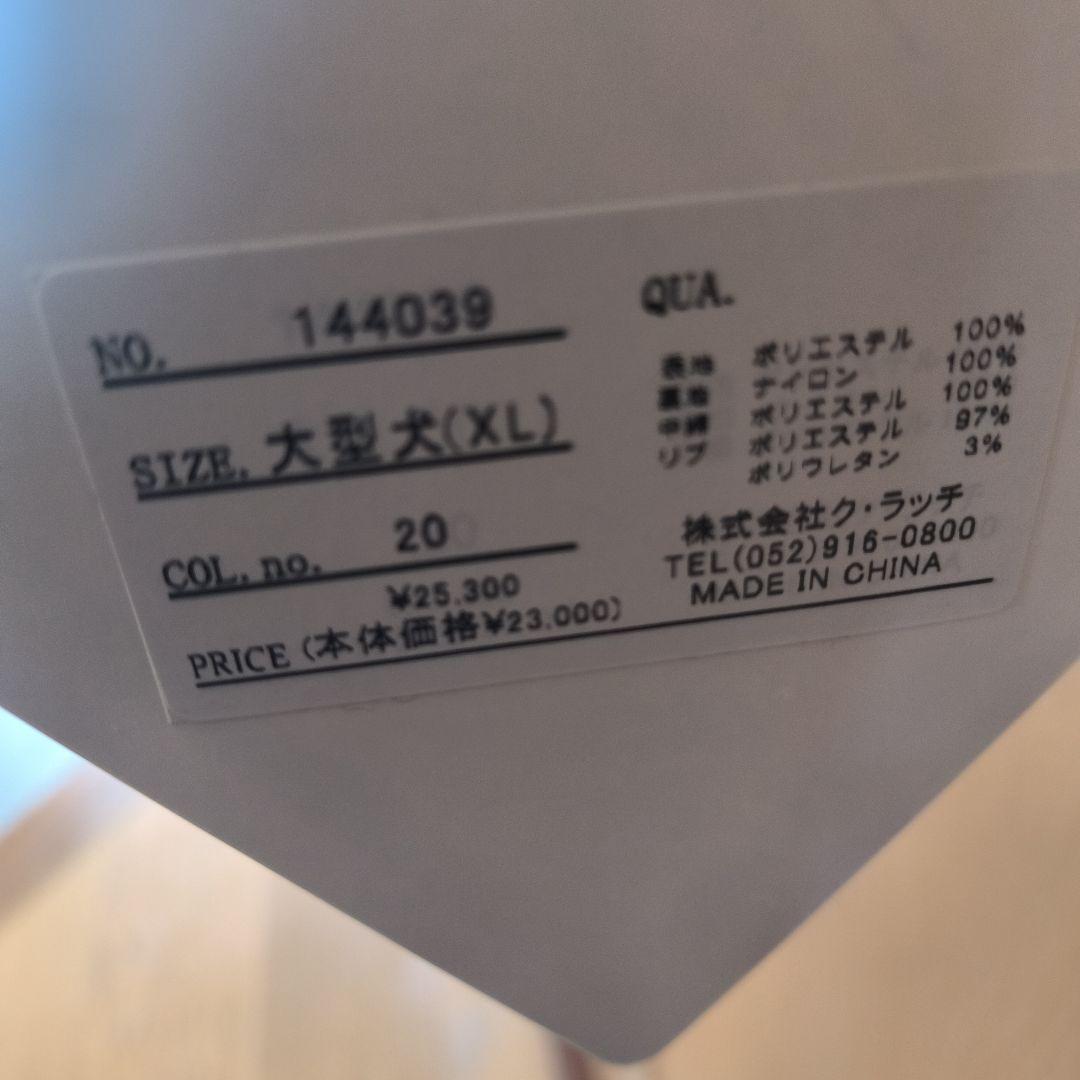 NO. 144039
SIZE. 大型犬(XL)
COL. no. 20
¥25,300
PRICE (本体価格¥23,000)
QUA.
表地 ポリエステル 100%
裏地 ナイロン 100%
中綿 ポリエステル 100%
リブ ポリエステル 97%
ポリウレタン 3%
株式会社ク・ラッチ
TEL(052)916-0800
MADE IN CHINA